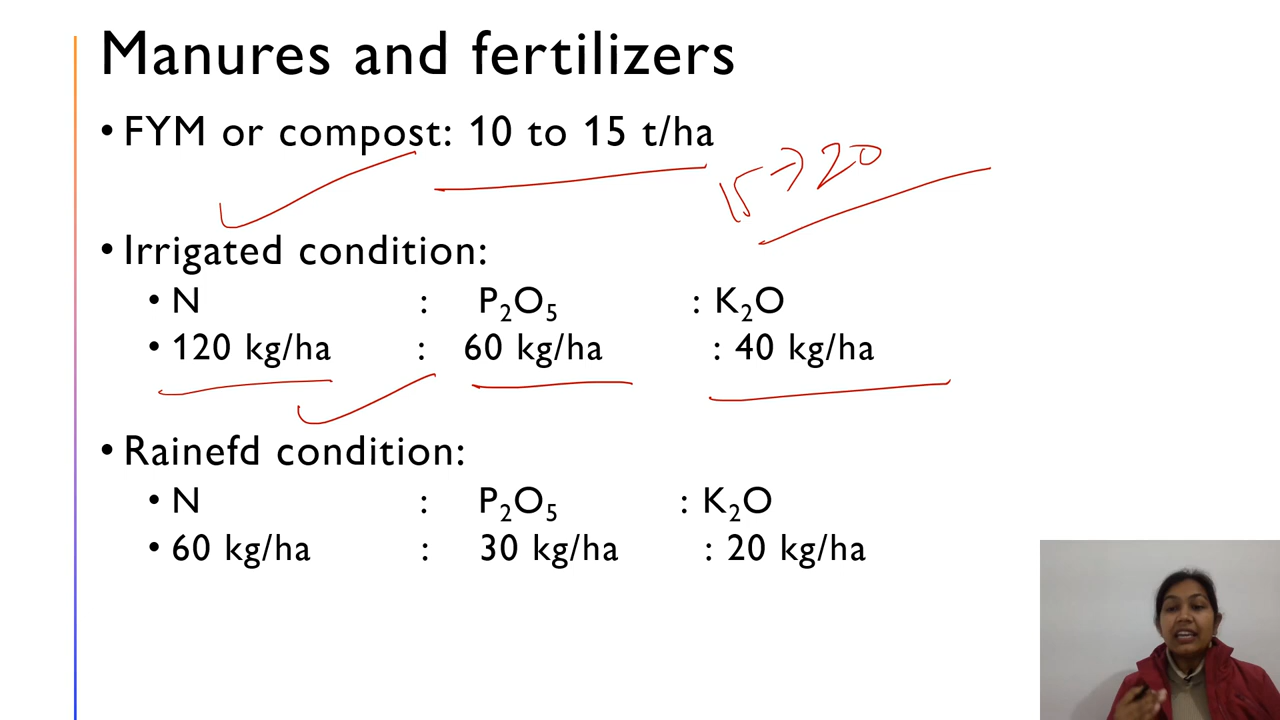 Manures and fertilizers
• FYM or compost: 10 to 15 t/ha
15 → 20
• Irrigated condition:
• N : P₂O₅ : K₂O
• 120 kg/ha : 60 kg/ha : 40 kg/ha
• Rainefd condition:
• N : P₂O₅ : K₂O
• 60 kg/ha : 30 kg/ha : 20 kg/ha